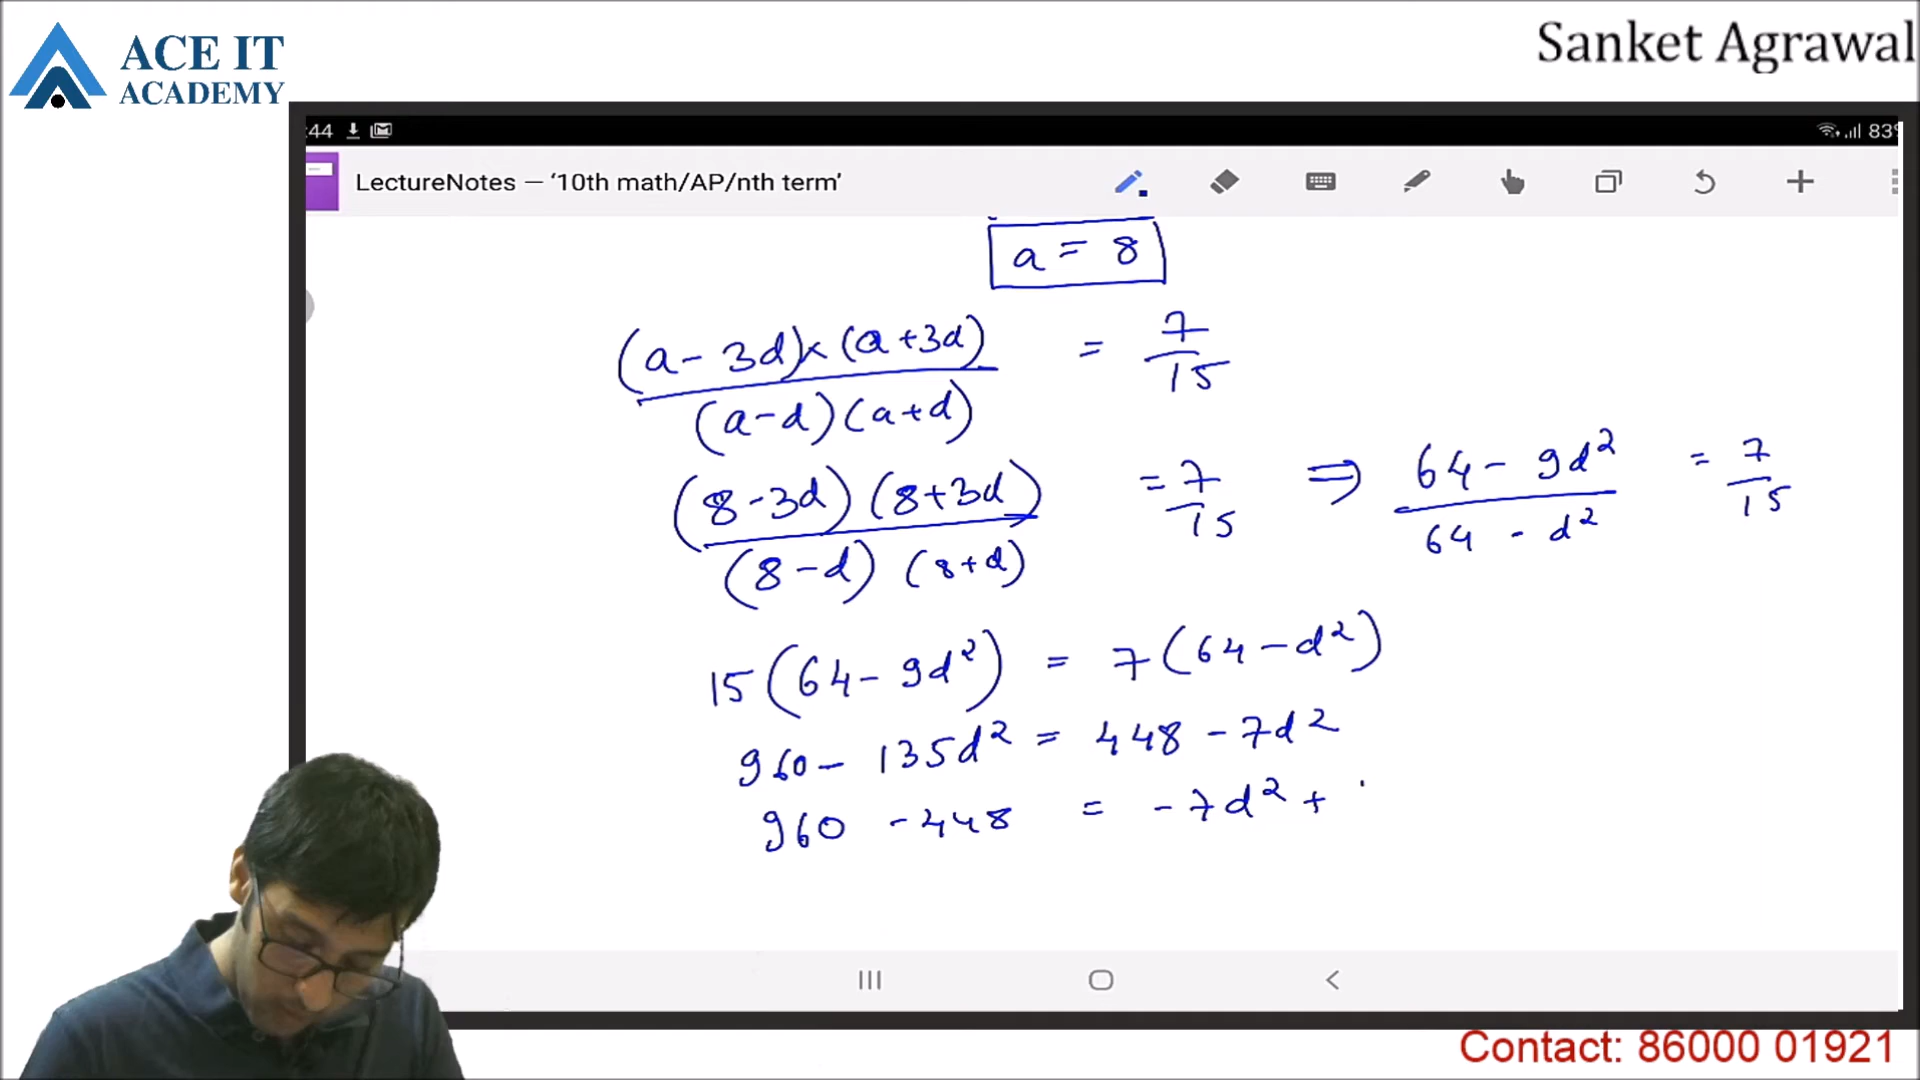 ACE IT
ACADEMY
Sanket Agrawal
:44 83%
LectureNotes — ‘10th math/AP/nth term’
a = 8
(a - 3d) × (a + 3d) / (a - d) (a + d) = 7/15
(8 - 3d) (8 + 3d) / (8 - d) (8 + d) = 7/15 ⇒ 64 - 9d² / 64 - d² = 7/15
15 (64 - 9d²) = 7 (64 - d²)
960 - 135d² = 448 - 7d²
960 - 448 = - 7d² +
Contact: 86000 01921